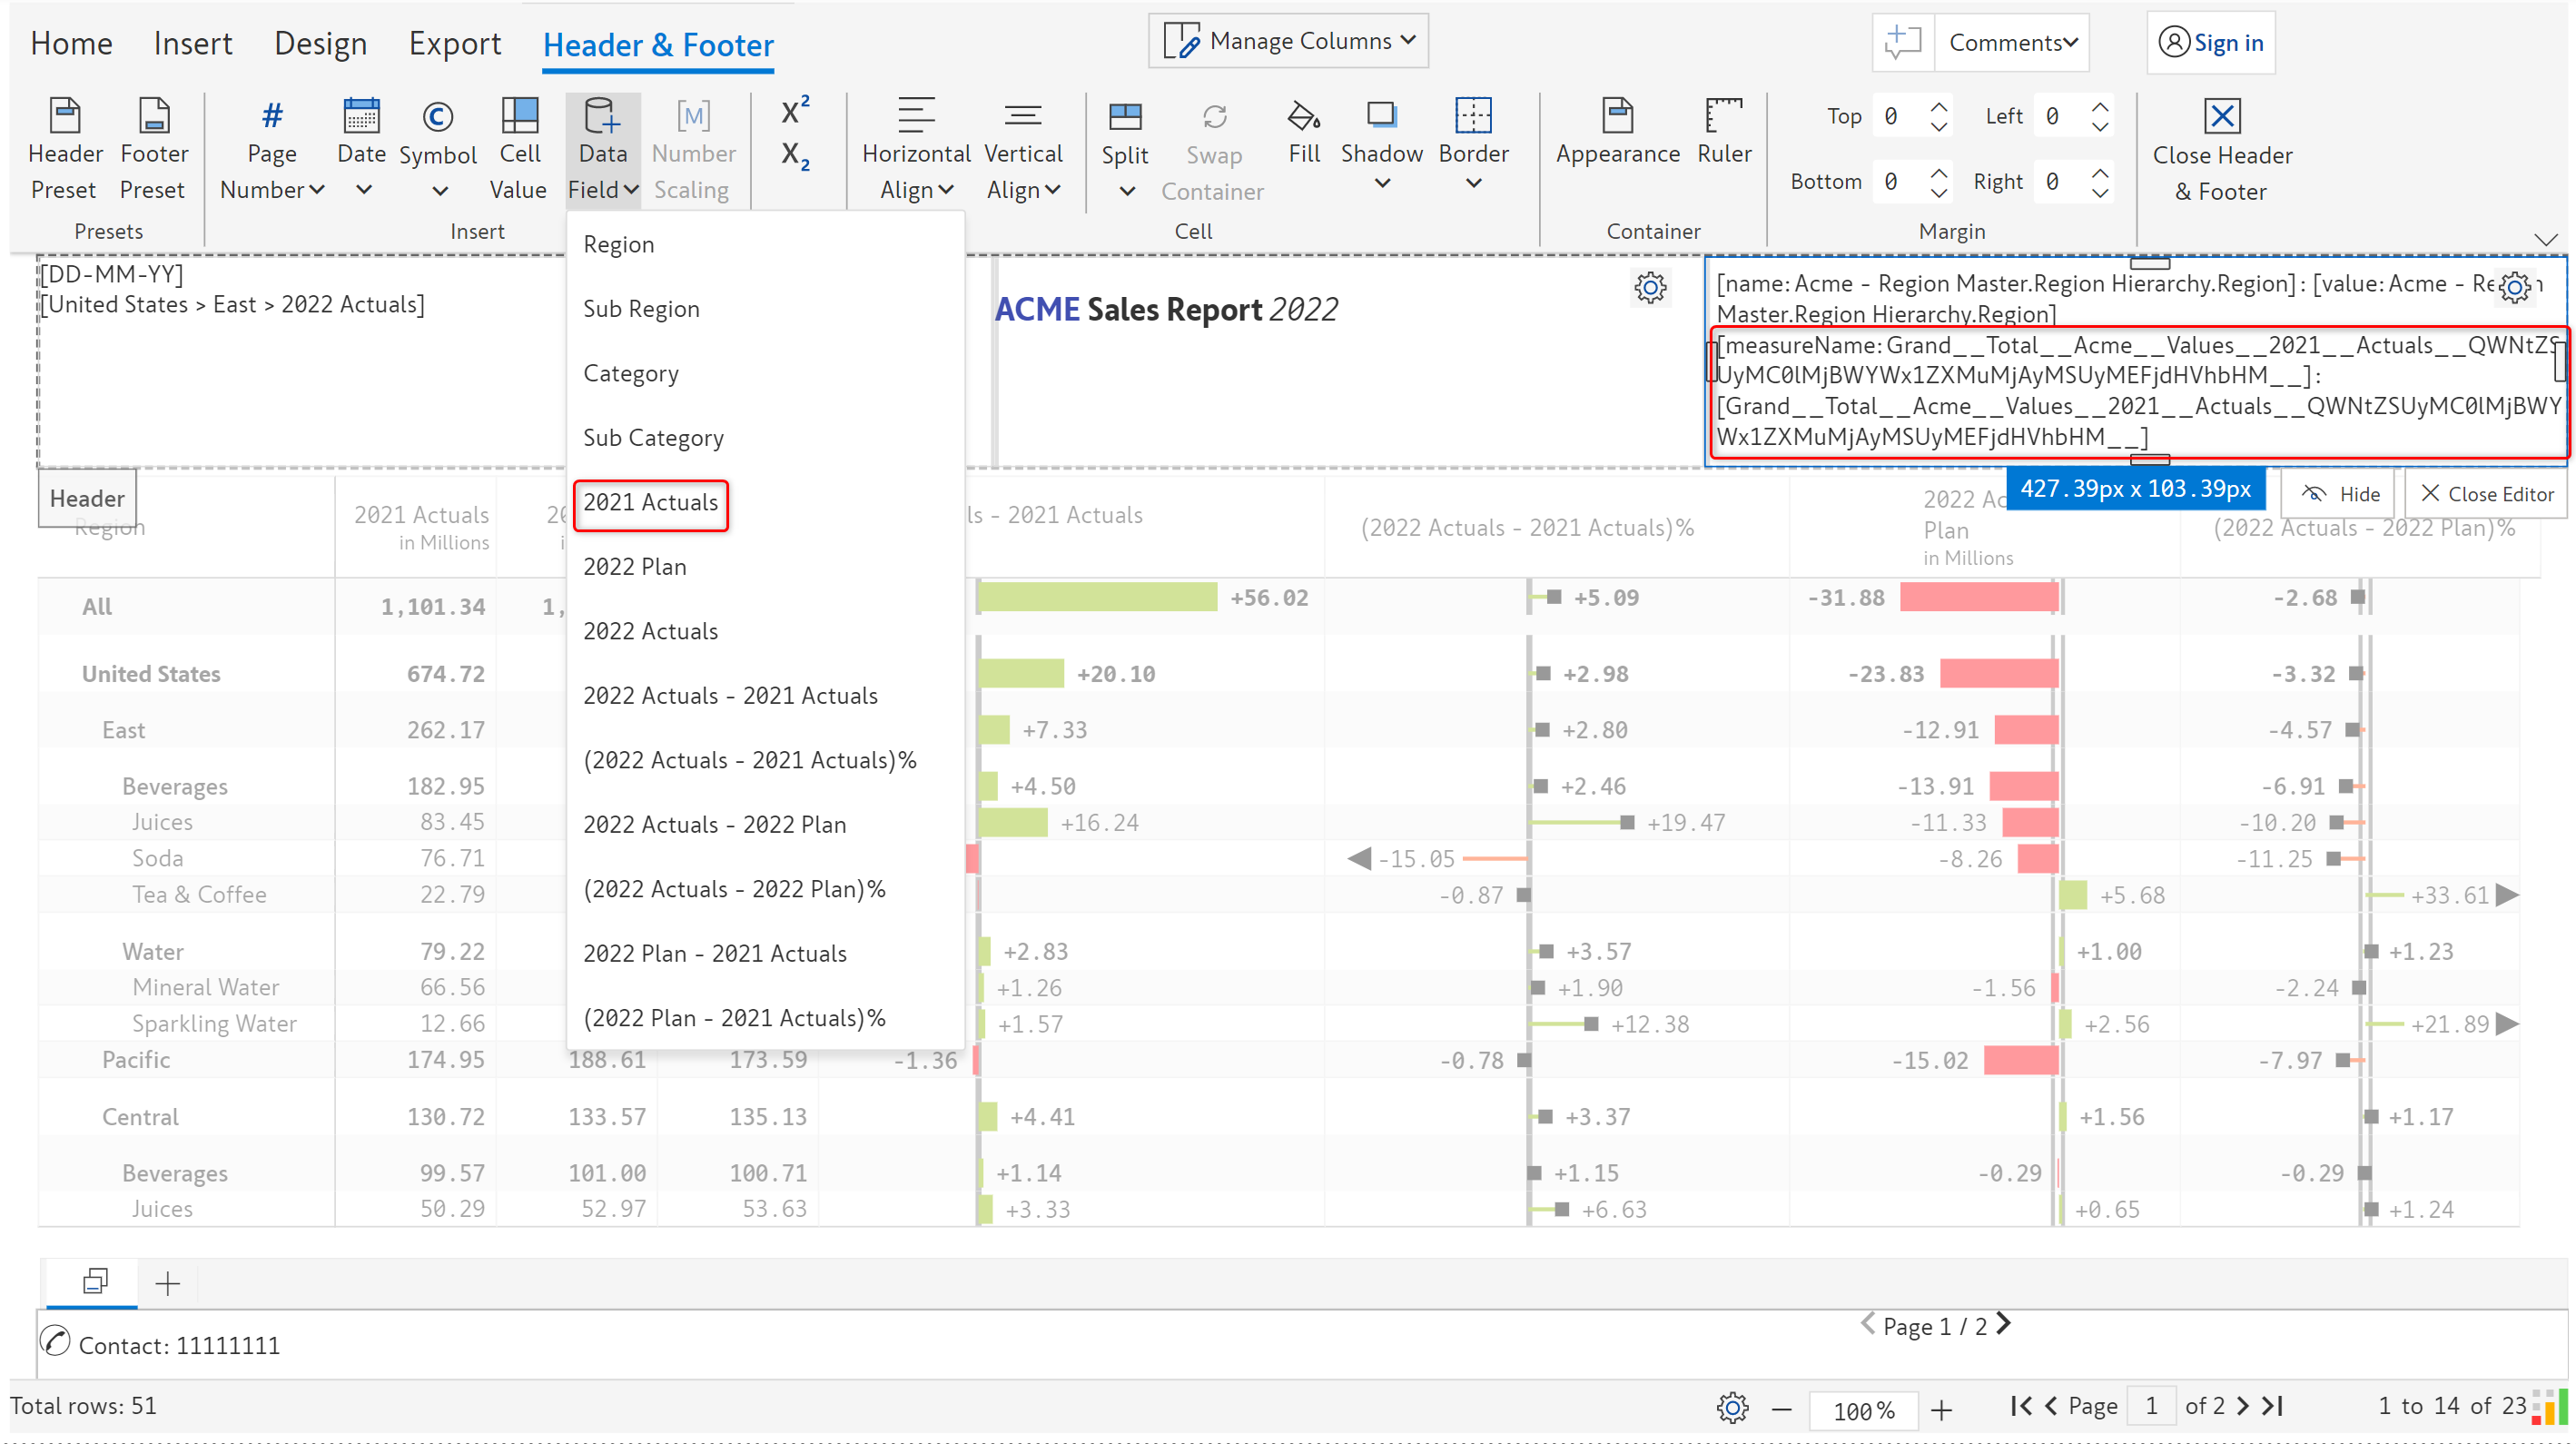 Home Insert Design Export Header & Footer Manage Columns Comments Sign in
Header Preset Footer Preset # Page Number Date Symbol Cell Value Data Field [M] Number Scaling X² X₂ Horizontal Align Vertical Align Split Swap Container Fill Shadow Border Appearance Ruler Top 0 Left 0 Bottom 0 Right 0 Close Header & Footer
Presets Insert Cell Container Margin
[DD-MM-YY]
[United States > East > 2022 Actuals]
ACME Sales Report 2022
[name: Acme - Region Master.Region Hierarchy.Region] : [value: Acme - Re
Master.Region Hierarchy.Region]
[measureName: Grand__Total__Acme__Values__2021__Actuals__QWNtZS
UyMC0lMjBWYWx1ZXMuMjAyMSUyMEFjdHVhbHM__] :
[Grand__Total__Acme__Values__2021__Actuals__QWNtZSUyMC0lMjBWY
Wx1ZXMuMjAyMSUyMEFjdHVhbHM__]
Region
Sub Region
Category
Sub Category
2021 Actuals
2022 Plan
2022 Actuals
2022 Actuals - 2021 Actuals
(2022 Actuals - 2021 Actuals)%
2022 Actuals - 2022 Plan
(2022 Actuals - 2022 Plan)%
2022 Plan - 2021 Actuals
(2022 Plan - 2021 Actuals)%
Header 427.39px x 103.39px Hide Close Editor
Region 2021 Actuals in Millions ls - 2021 Actuals (2022 Actuals - 2021 Actuals)% 2022 Ac Plan in Millions (2022 Actuals - 2022 Plan)%
All 1,101.34 1, +56.02 +5.09 -31.88 -2.68
United States 674.72 +20.10 +2.98 -23.83 -3.32
East 262.17 +7.33 +2.80 -12.91 -4.57
Beverages 182.95 +4.50 +2.46 -13.91 -6.91
Juices 83.45 +16.24 +19.47 -11.33 -10.20
Soda 76.71 -15.05 -8.26 -11.25
Tea & Coffee 22.79 -0.87 +5.68 +33.61
Water 79.22 +2.83 +3.57 +1.00 +1.23
Mineral Water 66.56 +1.26 +1.90 -1.56 -2.24
Sparkling Water 12.66 +1.57 +12.38 +2.56 +21.89
Pacific 174.95 188.61 173.59 -1.36 -0.78 -15.02 -7.97
Central 130.72 133.57 135.13 +4.41 +3.37 +1.56 +1.17
Beverages 99.57 101.00 100.71 +1.14 +1.15 -0.29 -0.29
Juices 50.29 52.97 53.63 +3.33 +6.63 +0.65 +1.24
Contact: 11111111 Page 1 / 2
Total rows: 51 100% Page 1 of 2 1 to 14 of 23